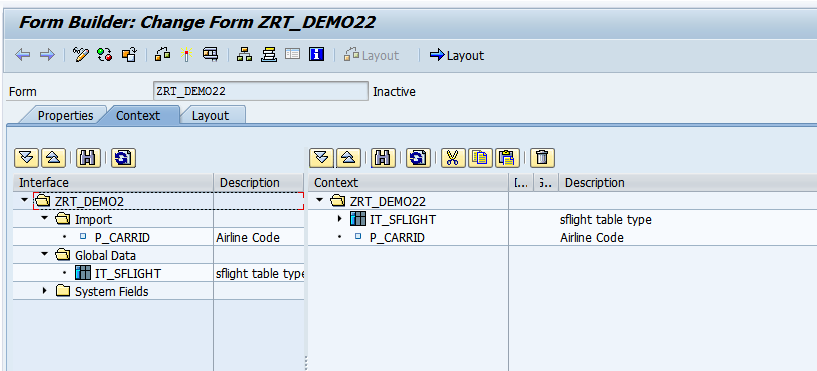 Form Builder: Change Form ZRT_DEMO22
Layout Layout
Form ZRT_DEMO22 Inactive
Properties Context Layout
Interface Description Context I... G.. Description
ZRT_DEMO2 ZRT_DEMO22
Import IT_SFLIGHT sflight table type
P_CARRID Airline Code P_CARRID Airline Code
Global Data
IT_SFLIGHT sflight table type
System Fields